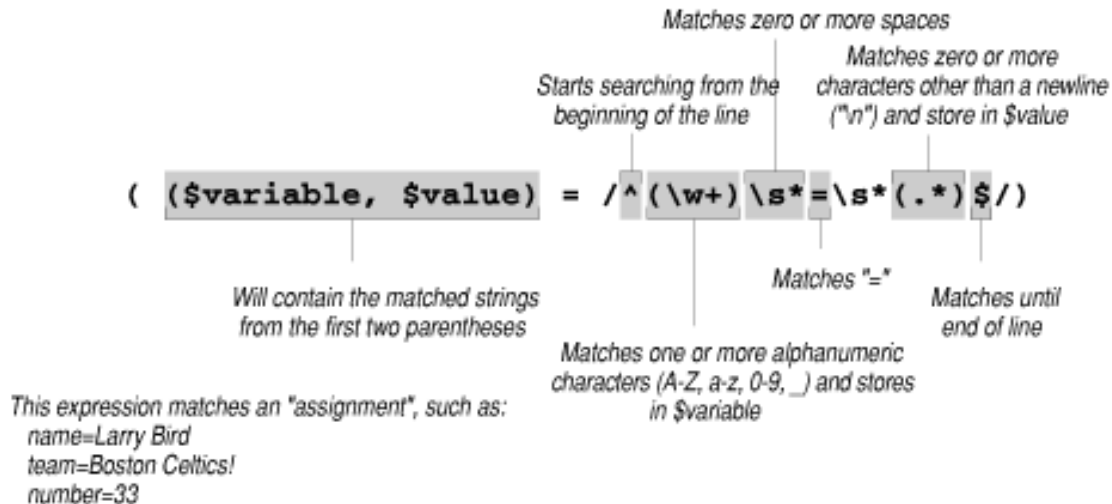 Matches zero or more spaces
Matches zero or more
characters other than a newline
("\n") and store in $value
Starts searching from the
beginning of the line
( ($variable, $value) = /^(\w+)\s*=\s*(.*)$/)
Will contain the matched strings
from the first two parentheses
Matches "="
Matches until
end of line
Matches one or more alphanumeric
characters (A-Z, a-z, 0-9, _) and stores
in $variable
This expression matches an "assignment", such as:
name=Larry Bird
team=Boston Celtics!
number=33